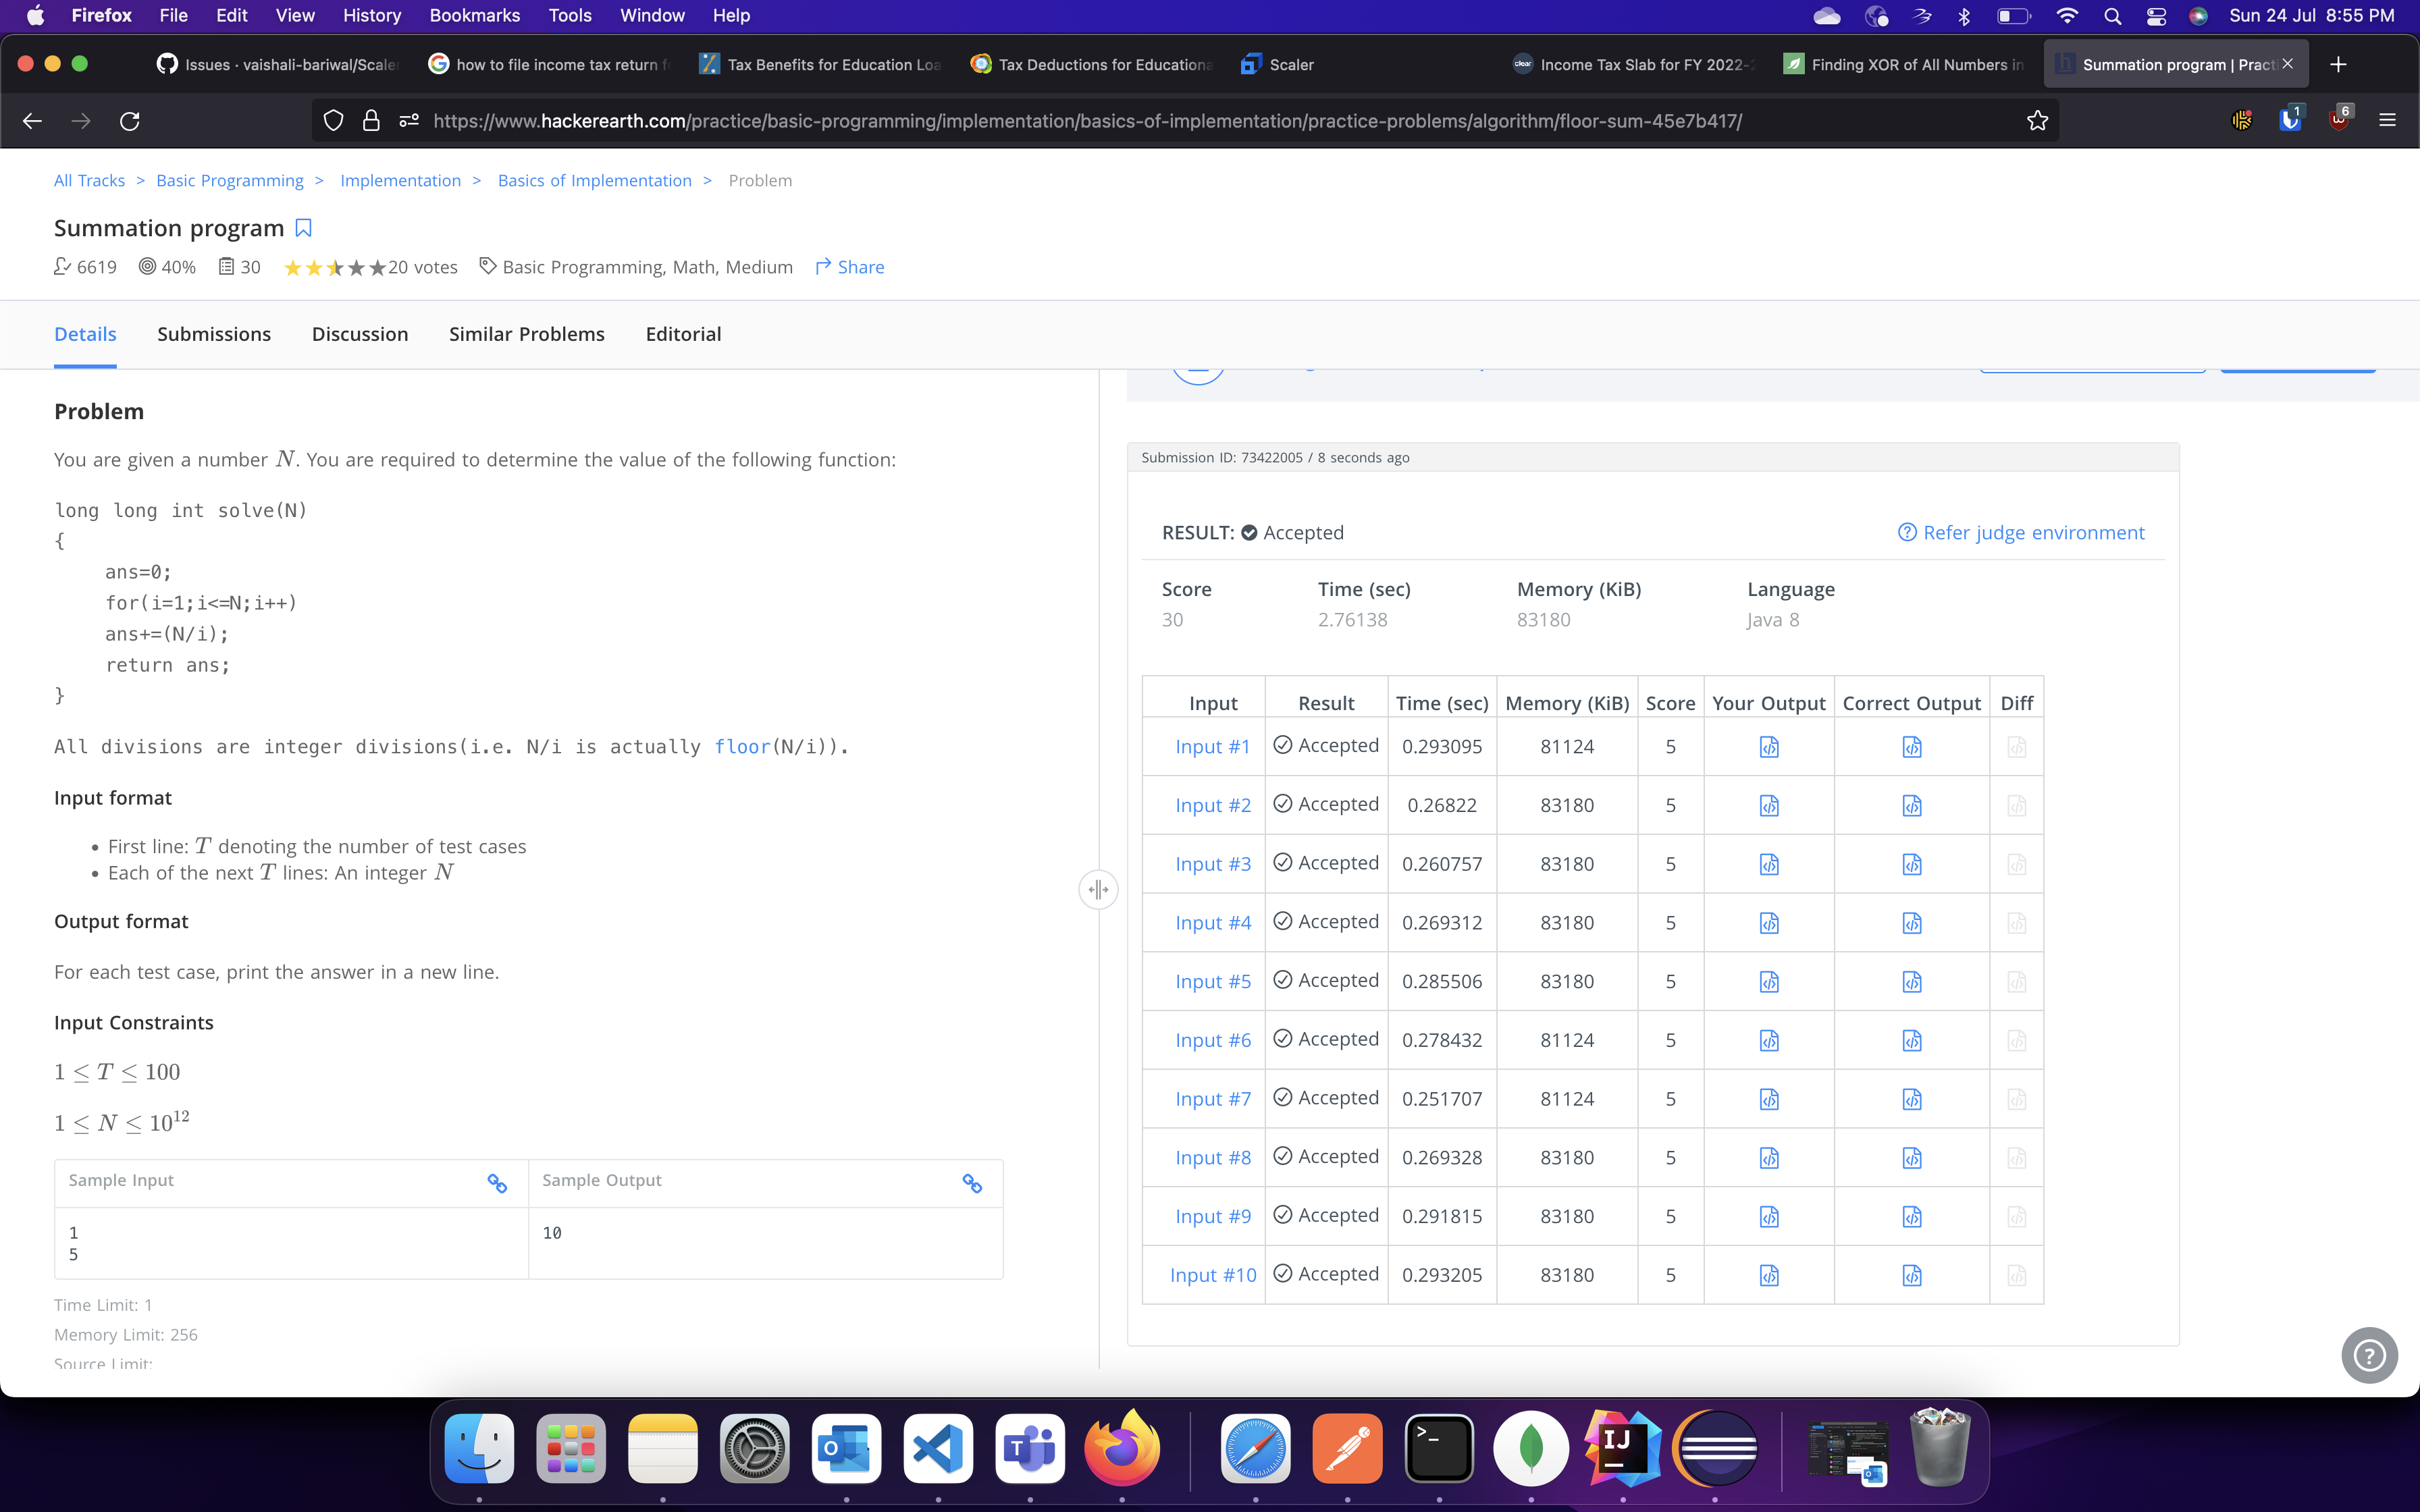 Firefox File Edit View History Bookmarks Tools Window Help Sun 24 Jul 8:55 PM
Issues · vaishali-bariwal/Scaler how to file income tax return f Tax Benefits for Education Loa Tax Deductions for Educationa Scaler Income Tax Slab for FY 2022-2 Finding XOR of All Numbers in Summation program | Pract
https://www.hackerearth.com/practice/basic-programming/implementation/basics-of-implementation/practice-problems/algorithm/floor-sum-45e7b417/ 1 6
All Tracks > Basic Programming > Implementation > Basics of Implementation > Problem
Summation program
6619 40% 30 20 votes Basic Programming, Math, Medium Share
Details Submissions Discussion Similar Problems Editorial
Problem
You are given a number N. You are required to determine the value of the following function:
long long int solve(N)
{
ans=0;
for(i=1;i<=N;i++)
ans+=(N/i);
return ans;
}
All divisions are integer divisions(i.e. N/i is actually floor(N/i)).
Input format
• First line: T denoting the number of test cases
• Each of the next T lines: An integer N
Output format
For each test case, print the answer in a new line.
Input Constraints
1 ≤ T ≤ 100
1 ≤ N ≤ 10¹²
Sample Input Sample Output
1 10
5
Time Limit: 1
Memory Limit: 256
Source Limit:
Submission ID: 73422005 / 8 seconds ago
RESULT: Accepted Refer judge environment
Score Time (sec) Memory (KiB) Language
30 2.76138 83180 Java 8
Input Result Time (sec) Memory (KiB) Score Your Output Correct Output Diff
Input #1 Accepted 0.293095 81124 5
Input #2 Accepted 0.26822 83180 5
Input #3 Accepted 0.260757 83180 5
Input #4 Accepted 0.269312 83180 5
Input #5 Accepted 0.285506 83180 5
Input #6 Accepted 0.278432 81124 5
Input #7 Accepted 0.251707 81124 5
Input #8 Accepted 0.269328 83180 5
Input #9 Accepted 0.291815 83180 5
Input #10 Accepted 0.293205 83180 5